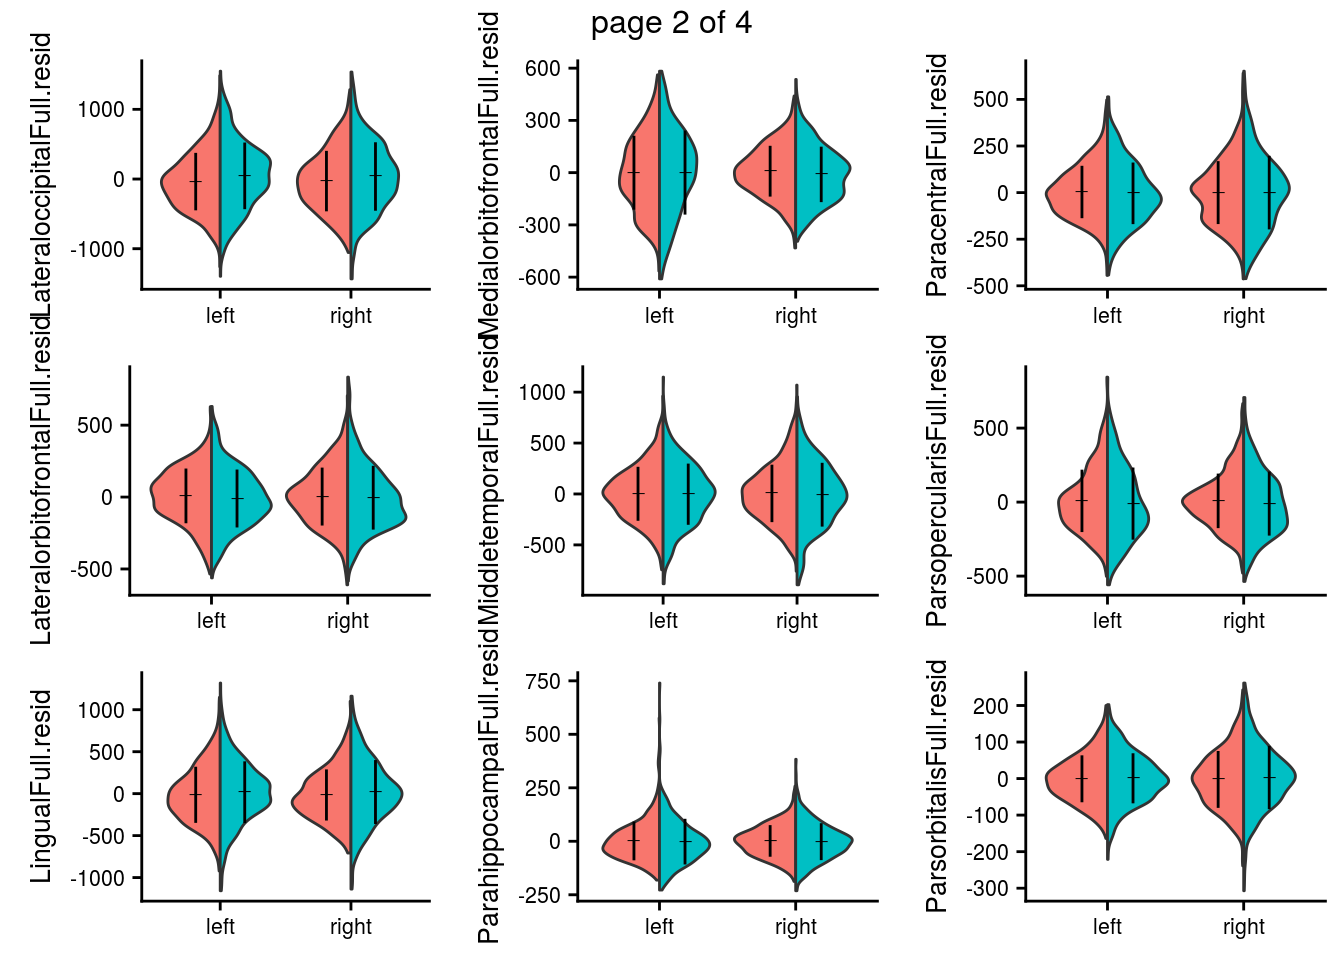 page 2 of 4
LateraloccipitalFull.resid
1000
0
-1000
left
right
MedialorbitofrontalFull.resid
600
300
0
-300
-600
left
right
ParacentralFull.resid
500
250
0
-250
-500
left
right
LateralorbitofrontalFull.resid
500
0
-500
left
right
MiddletemporalFull.resid
1000
500
0
-500
left
right
ParsopercularisFull.resid
500
0
-500
left
right
LingualFull.resid
1000
500
0
-500
-1000
left
right
ParahippocampalFull.resid
750
500
250
0
-250
left
right
ParsorbitalisFull.resid
200
100
0
-100
-200
-300
left
right